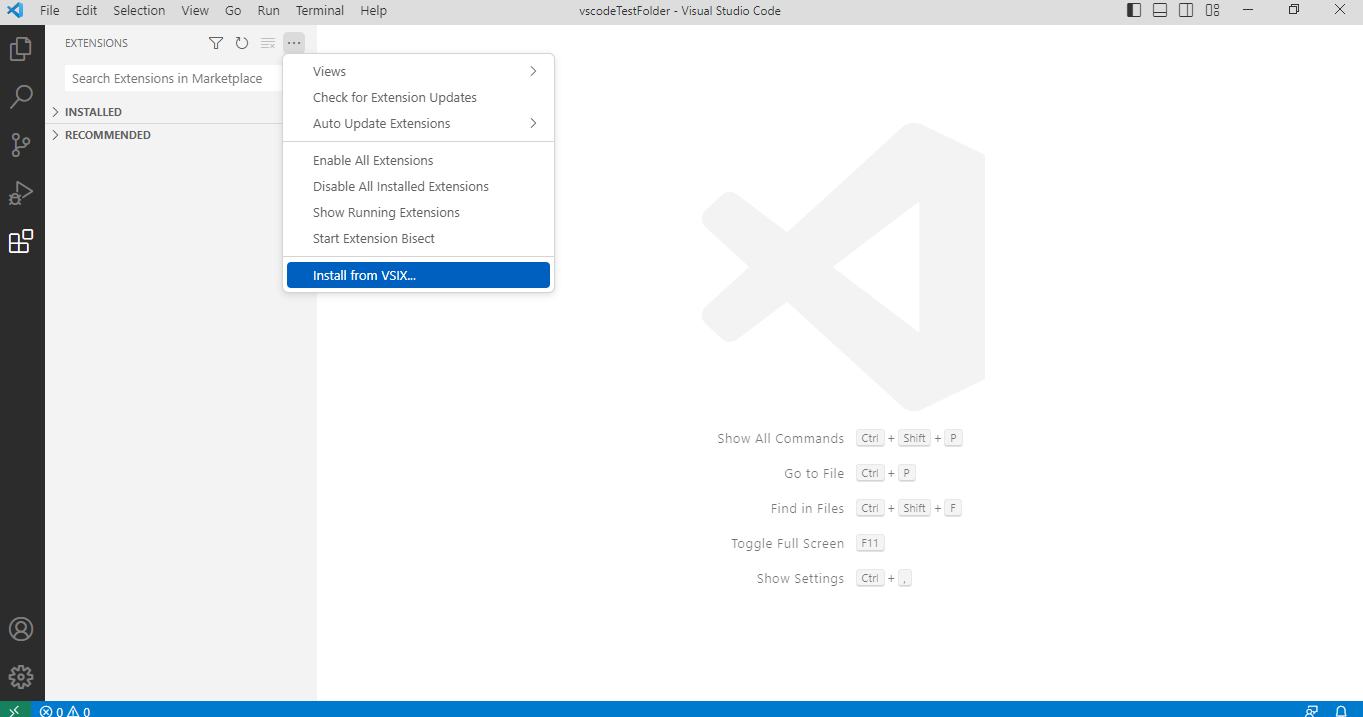 File Edit Selection View Go Run Terminal Help vscodeTestFolder - Visual Studio Code
EXTENSIONS
Search Extensions in Marketplace
INSTALLED
RECOMMENDED
Views
Check for Extension Updates
Auto Update Extensions
Enable All Extensions
Disable All Installed Extensions
Show Running Extensions
Start Extension Bisect
Install from VSIX...
Show All Commands Ctrl + Shift + P
Go to File Ctrl + P
Find in Files Ctrl + Shift + F
Toggle Full Screen F11
Show Settings Ctrl + ,
0 0